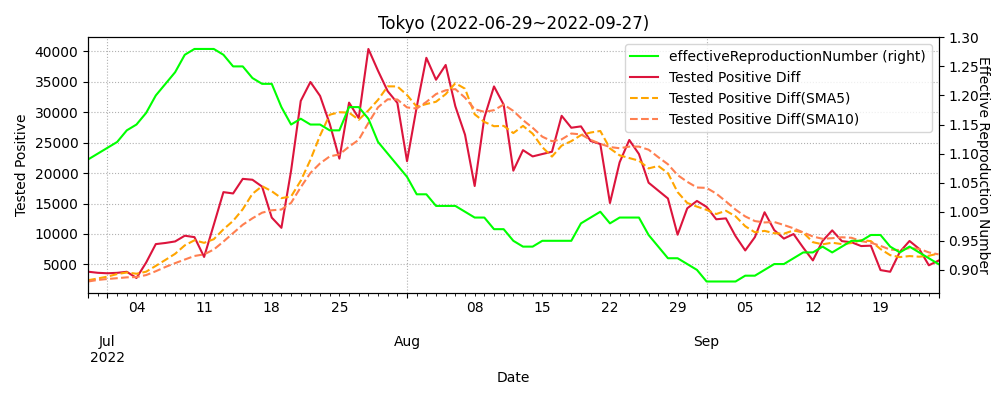 Tokyo (2022-06-29~2022-09-27)
effectiveReproductionNumber (right)
Tested Positive Diff
Tested Positive Diff(SMA5)
Tested Positive Diff(SMA10)
Tested Positive
40000
35000
30000
25000
20000
15000
10000
5000
1.30
1.25
1.20
1.15
1.10
1.05
1.00
0.95
0.90
Effective Reproduction Number
04 11 18 25 08 15 22 29 05 12 19
Jul Aug Sep
2022
Date